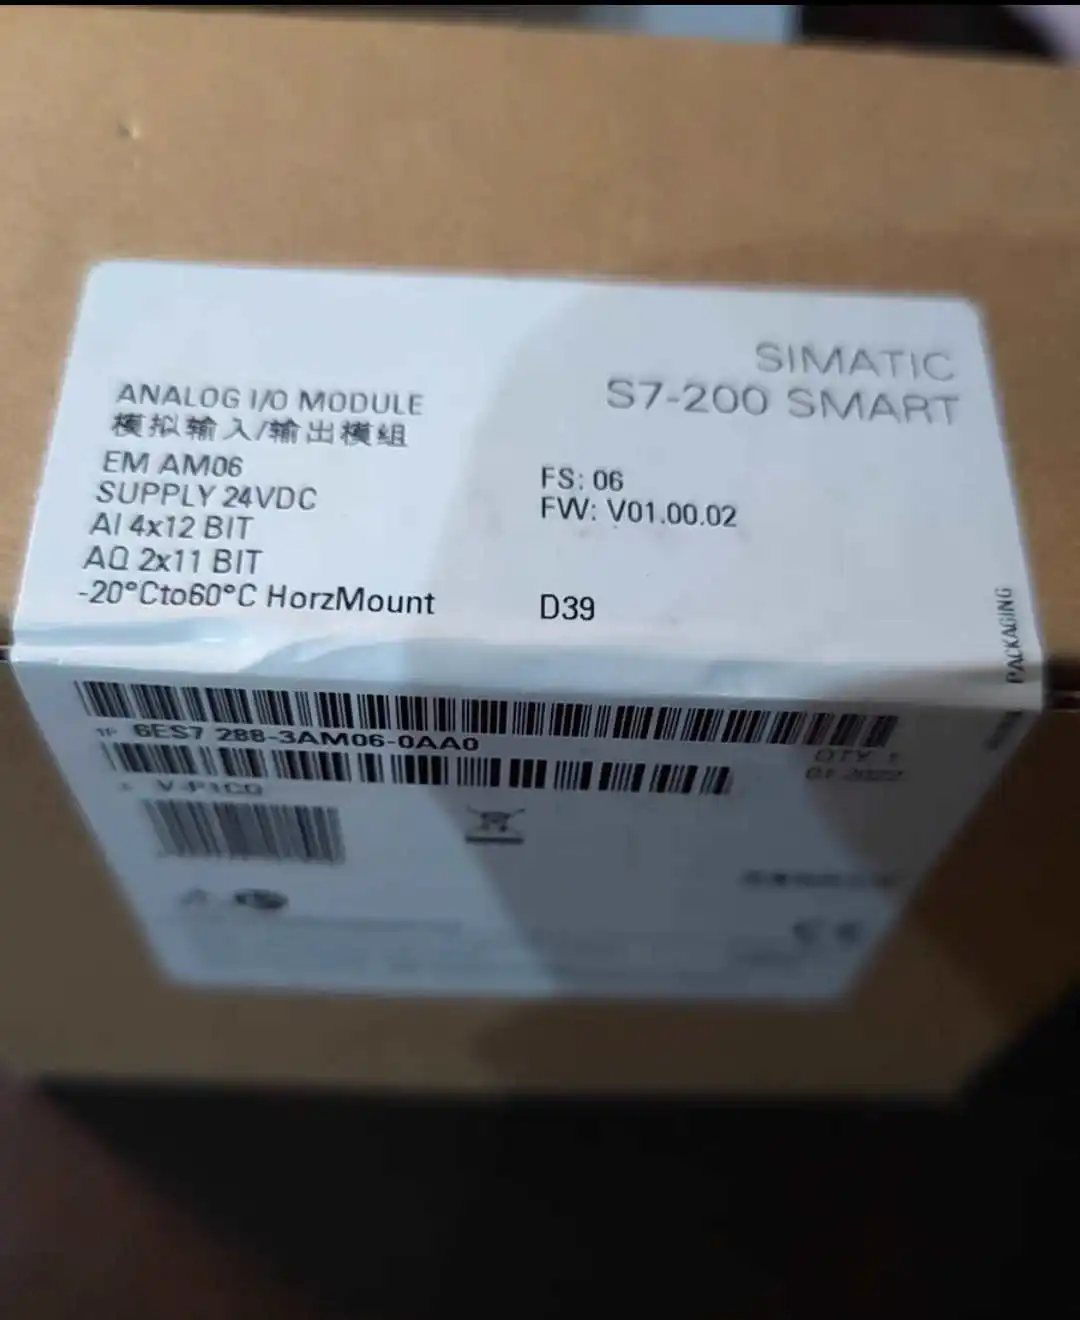 SIMATIC
S7-200 SMART
ANALOG I/O MODULE
模拟输入/输出模组
EM AM06
SUPPLY 24VDC
AI 4x12 BIT
AQ 2x11 BIT
-20°Cto60°C HorzMount
FS: 06
FW: V01.00.02
D39
PACKAGING
1P 6ES7 288-3AM06-0AA0
QTY 1